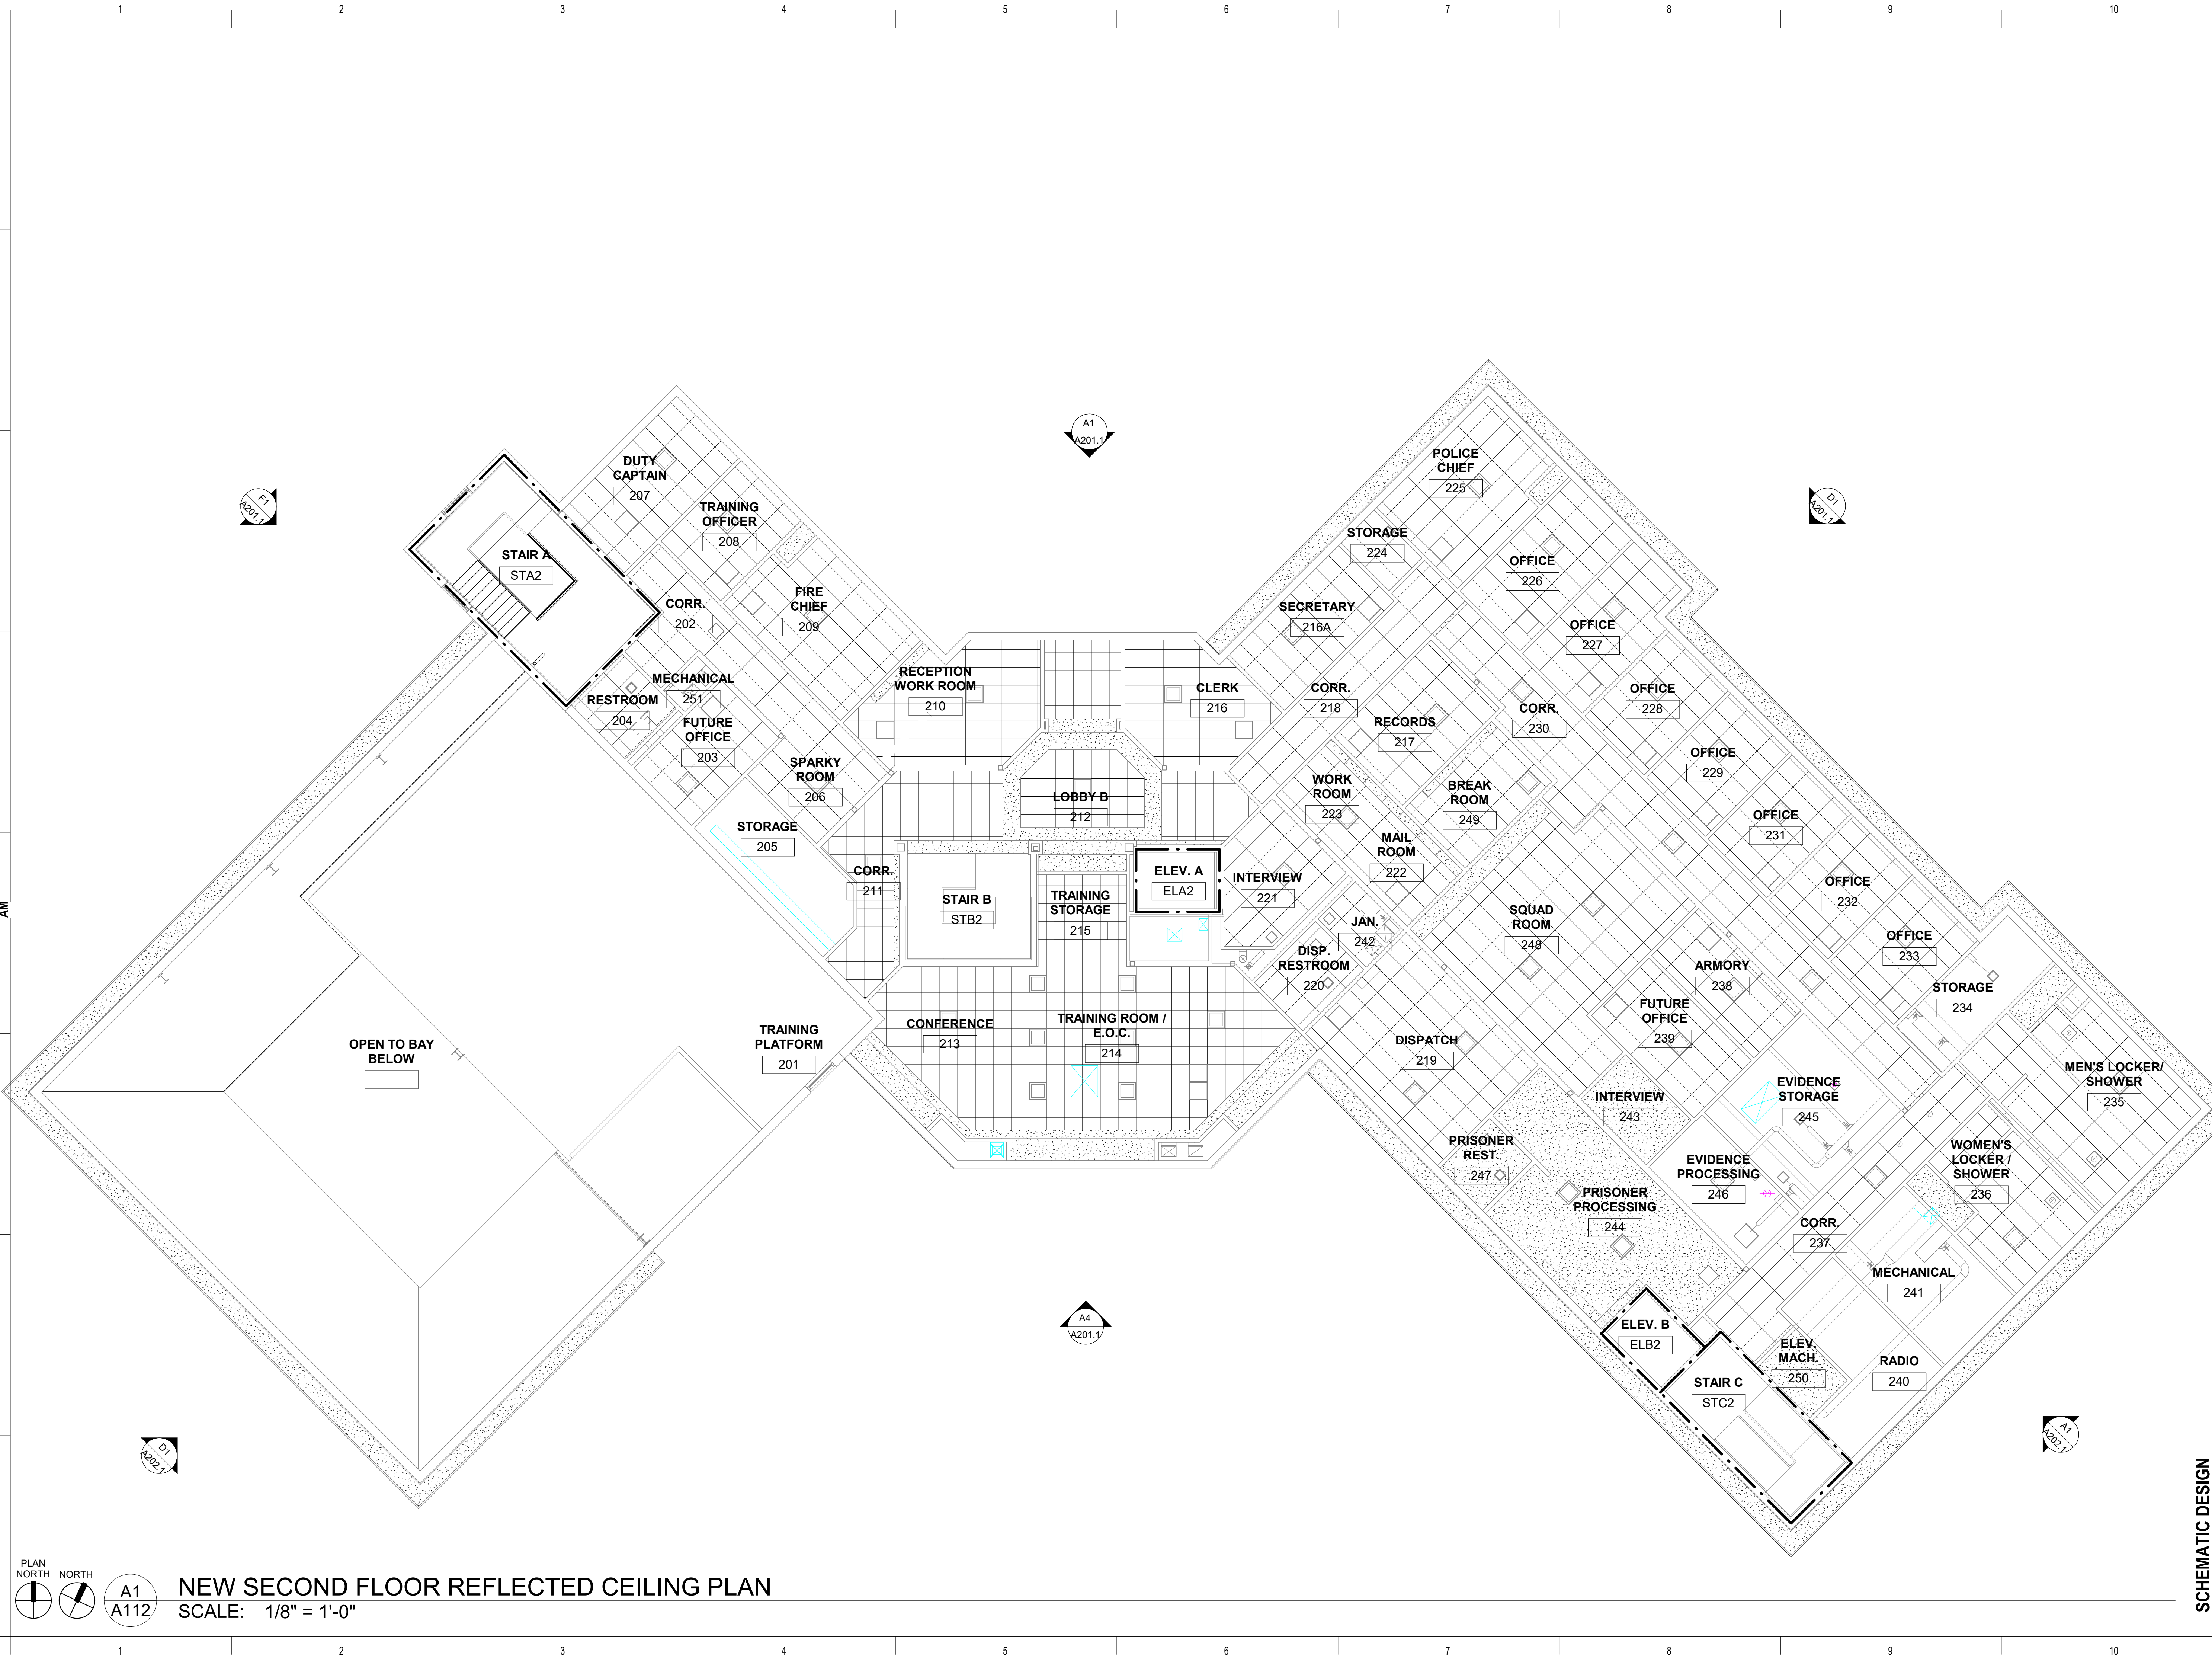 1 2 3 4 5 6 7 8 9 10
A1
A201.1
F1
A201.1
D1
A201.1
DUTY
CAPTAIN
207
TRAINING
OFFICER
208
STAIR A
STA2
FIRE
CHIEF
209
CORR.
202
MECHANICAL
251
RESTROOM
204
FUTURE
OFFICE
203
SPARKY
ROOM
206
STORAGE
205
RECEPTION
WORK ROOM
210
CLERK
216
LOBBY B
212
CORR.
211
STAIR B
STB2
TRAINING
STORAGE
215
ELEV. A
ELA2
CONFERENCE
213
TRAINING ROOM /
E.O.C.
214
TRAINING
PLATFORM
201
OPEN TO BAY
BELOW
POLICE
CHIEF
225
STORAGE
224
SECRETARY
216A
OFFICE
226
OFFICE
227
OFFICE
228
OFFICE
229
OFFICE
231
OFFICE
232
OFFICE
233
CORR.
218
RECORDS
217
CORR.
230
WORK
ROOM
223
BREAK
ROOM
249
MAIL
ROOM
222
INTERVIEW
221
JAN.
242
DISP.
RESTROOM
220
SQUAD
ROOM
248
ARMORY
238
FUTURE
OFFICE
239
STORAGE
234
DISPATCH
219
INTERVIEW
243
EVIDENCE
STORAGE
245
MEN'S LOCKER/
SHOWER
235
PRISONER
REST.
247
EVIDENCE
PROCESSING
246
WOMEN'S
LOCKER /
SHOWER
236
PRISONER
PROCESSING
244
CORR.
237
MECHANICAL
241
ELEV. B
ELB2
ELEV.
MACH.
250
RADIO
240
STAIR C
STC2
A4
A201.1
D1
A202.1
A1
A202.1
AM
SCHEMATIC DESIGN
PLAN
NORTH
NORTH
A1
A112
NEW SECOND FLOOR REFLECTED CEILING PLAN
SCALE: 1/8" = 1'-0"
1 2 3 4 5 6 7 8 9 10